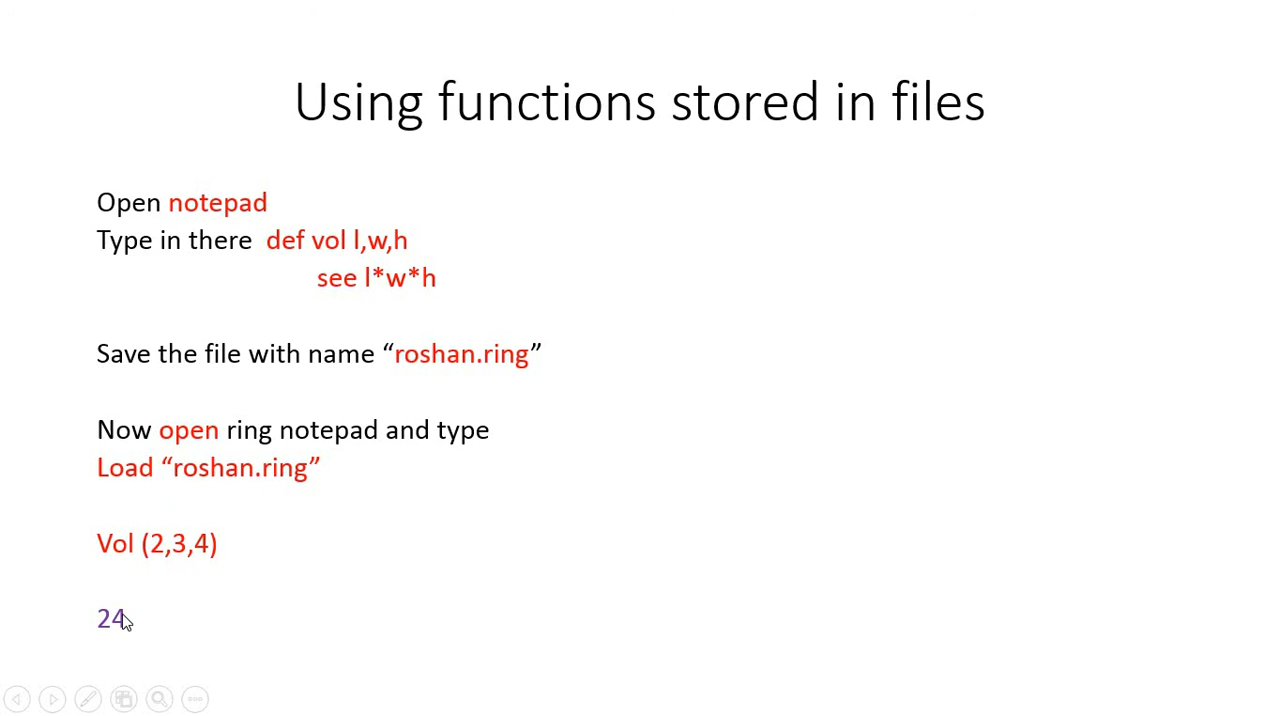 Using functions stored in files
Open notepad
Type in there def vol l,w,h
see l*w*h
Save the file with name “roshan.ring”
Now open ring notepad and type
Load “roshan.ring”
Vol (2,3,4)
24